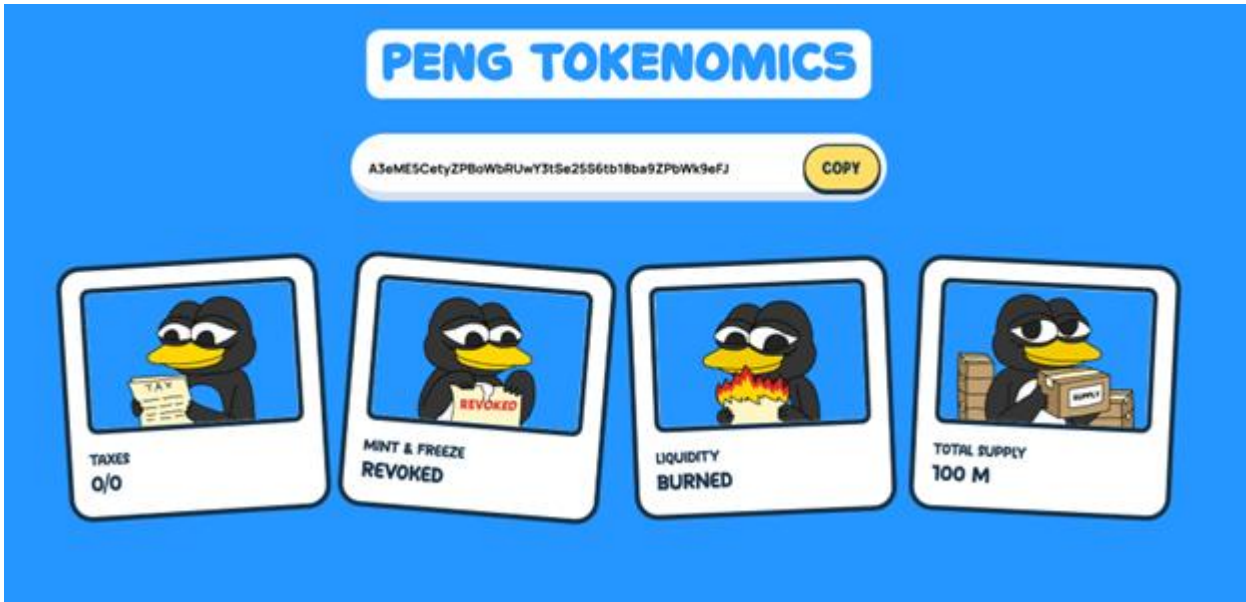 PENG TOKENOMICS
A3eME5CetyZPBoWbRUwY3tSe25S6tb18ba9ZPbWk9eFJ
COPY
TAX
REVOKED
SUPPLY
TAXES
0/0
MINT & FREEZE
REVOKED
LIQUIDITY
BURNED
TOTAL SUPPLY
100 M